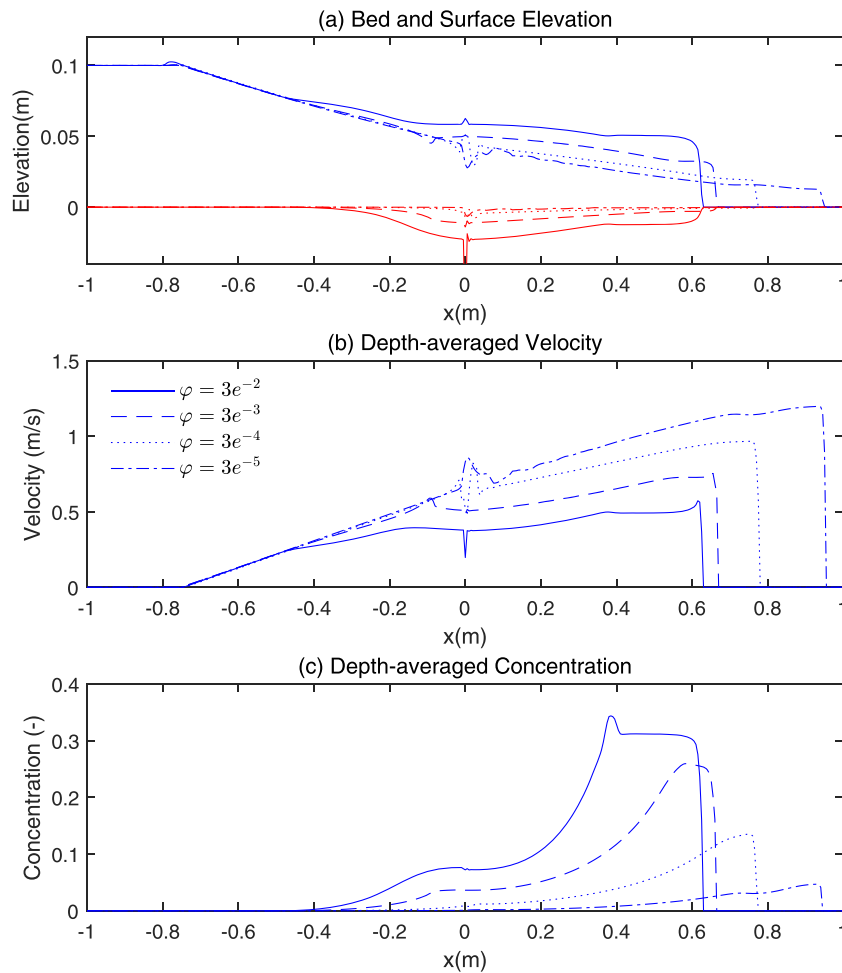 (a) Bed and Surface Elevation
0.1
0.05
0
Elevation(m)
-1 -0.8 -0.6 -0.4 -0.2 0 0.2 0.4 0.6 0.8 1
x(m)
(b) Depth-averaged Velocity
1.5
1
0.5
0
Velocity (m/s)
φ = 3e⁻²
φ = 3e⁻³
φ = 3e⁻⁴
φ = 3e⁻⁵
-1 -0.8 -0.6 -0.4 -0.2 0 0.2 0.4 0.6 0.8 1
x(m)
(c) Depth-averaged Concentration
0.4
0.3
0.2
0.1
0
Concentration (-)
-1 -0.8 -0.6 -0.4 -0.2 0 0.2 0.4 0.6 0.8 1
x(m)